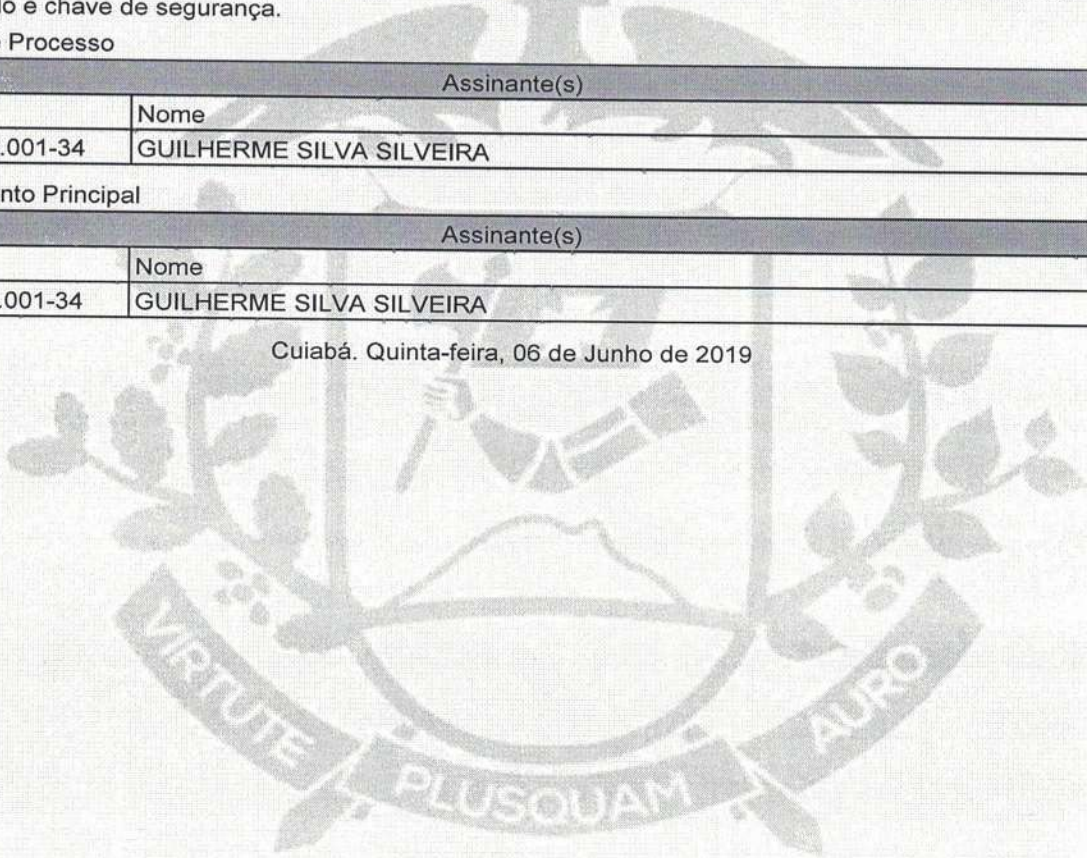 o e chave de segurança.
Processo
Assinante(s)
Nome
.001-34 GUILHERME SILVA SILVEIRA
nto Principal
Assinante(s)
Nome
.001-34 GUILHERME SILVA SILVEIRA
Cuiabá. Quinta-feira, 06 de Junho de 2019
VIRTUTE PLUSQUAM AURO